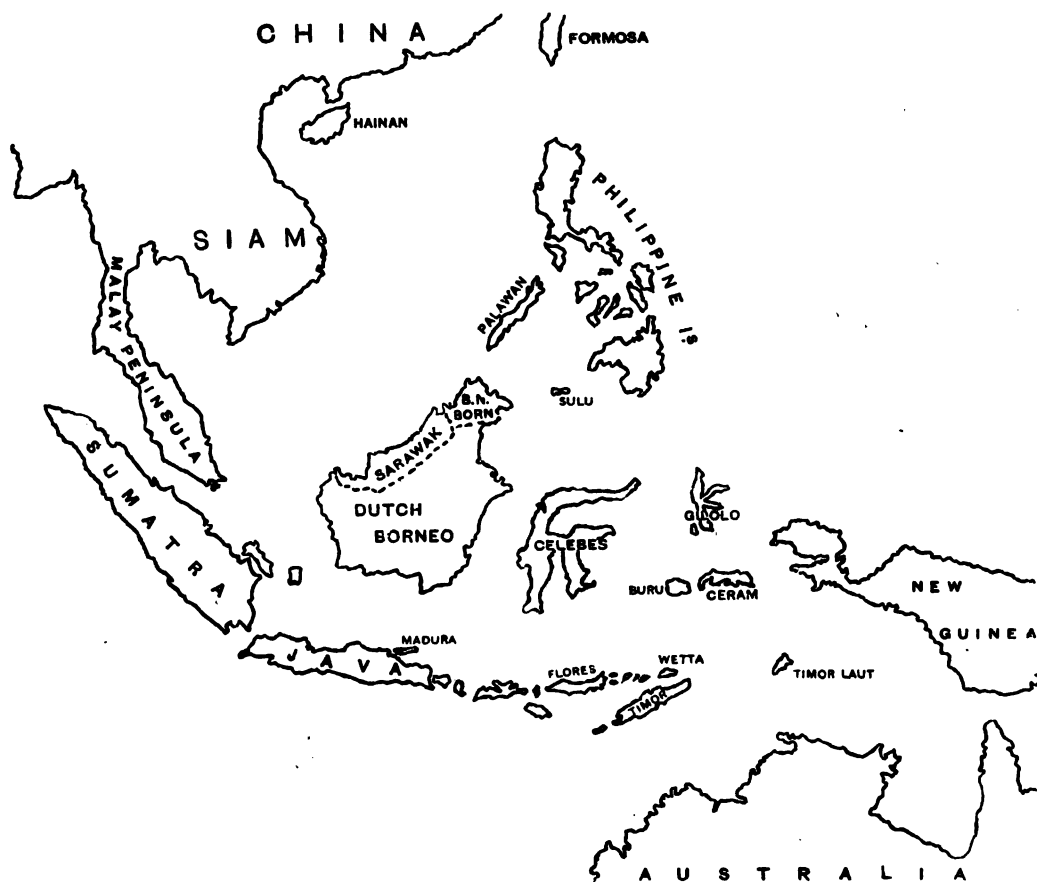 CHINA
FORMOSA
HAINAN
PHILIPPINE Is.
SIAM
MALAY PENINSULA
PALAWAN
B.N.
BORN
SULU
SARAWAK
SUMATRA
DUTCH
BORNEO
CELEBES
GILOLO
BURU
CERAM
NEW
GUINEA
MADURA
JAVA
FLORES
WETTA
TIMOR LAUT
TIMOR
AUSTRALIA